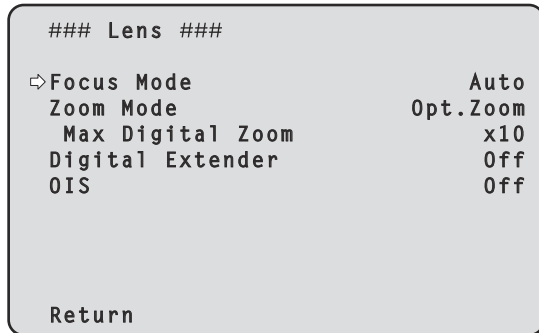 ### Lens ###
⇨Focus Mode Auto
Zoom Mode Opt.Zoom
Max Digital Zoom x10
Digital Extender Off
OIS Off
Return